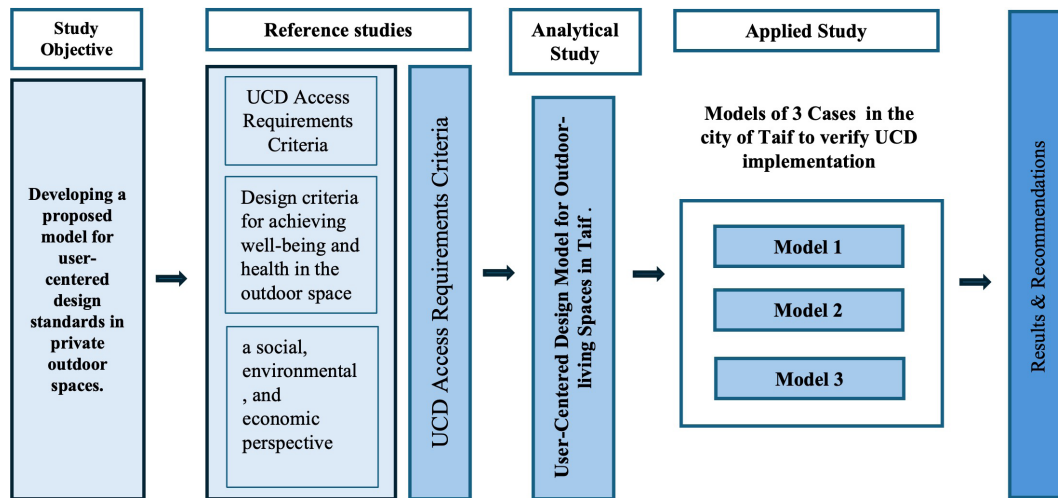 Study
Objective
Reference studies
Analytical
Study
Applied Study
Developing a
proposed
model for
user-
centered
design
standards in
private
outdoor
spaces.
UCD Access
Requirements
Criteria
Design criteria
for achieving
well-being and
health in the
outdoor space
a social,
environmental
, and
economic
perspective
UCD Access Requirements Criteria
User-Centered Design Model for Outdoor-
living Spaces in Taif .
Models of 3 Cases in the
city of Taif to verify UCD
implementation
Model 1
Model 2
Model 3
Results & Recommendations